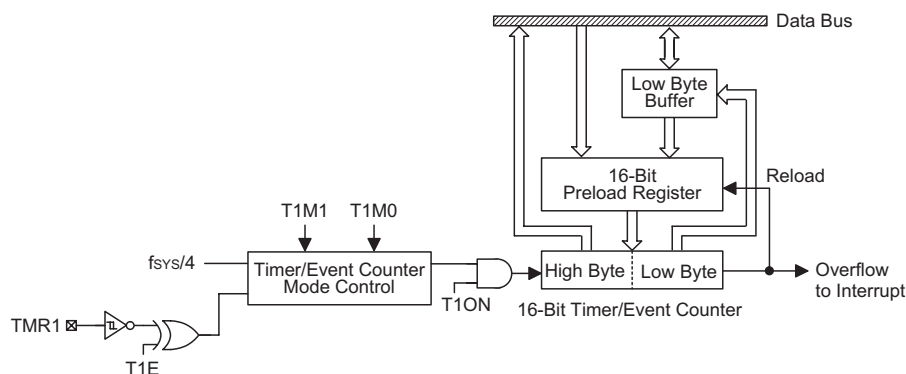 Data Bus
Low Byte
Buffer
16-Bit
Preload Register
Reload
T1M1
T1M0
fSYS/4
Timer/Event Counter
Mode Control
High Byte
Low Byte
Overflow
to Interrupt
T1ON
16-Bit Timer/Event Counter
TMR1
T1E